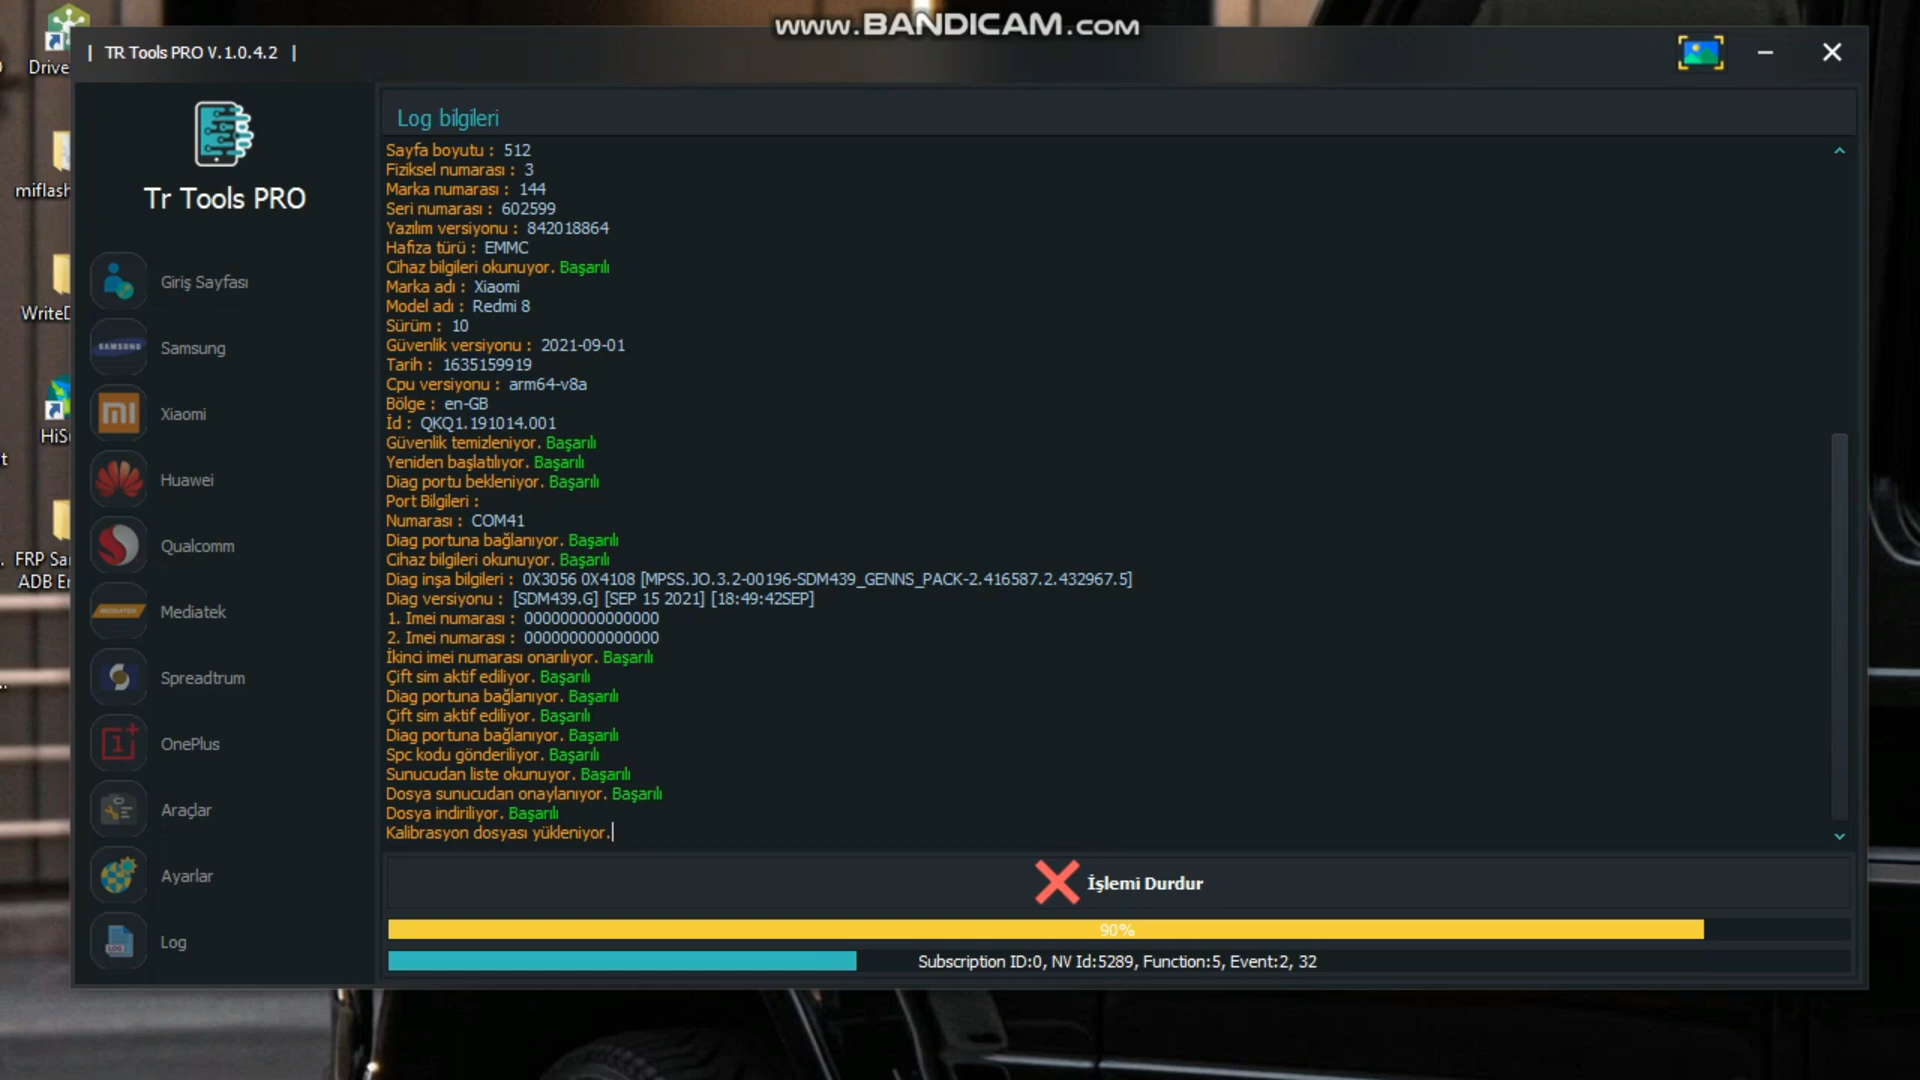 www.BANDICAM.com
| TR Tools PRO V.1.0.4.2 |
Drive
miflash
WriteD
HiS
t
FRP Sa
ADB Er
Tr Tools PRO
Giriş Sayfası
SAMSUNG
Samsung
Xiaomi
Huawei
Qualcomm
MEDIATEK
Mediatek
Spreadtrum
OnePlus
Araçlar
Ayarlar
LOG
Log
Log bilgileri
Sayfa boyutu : 512
Fiziksel numarası : 3
Marka numarası : 144
Seri numarası : 602599
Yazılım versiyonu : 842018864
Hafıza türü : EMMC
Cihaz bilgileri okunuyor. Başarılı
Marka adı : Xiaomi
Model adı : Redmi 8
Sürüm : 10
Güvenlik versiyonu : 2021-09-01
Tarih : 1635159919
Cpu versiyonu : arm64-v8a
Bölge : en-GB
İd : QKQ1.191014.001
Güvenlik temizleniyor. Başarılı
Yeniden başlatılıyor. Başarılı
Diag portu bekleniyor. Başarılı
Port Bilgileri :
Numarası : COM41
Diag portuna bağlanıyor. Başarılı
Cihaz bilgileri okunuyor. Başarılı
Diag inşa bilgileri : 0X3056 0X4108 [MPSS.JO.3.2-00196-SDM439_GENNS_PACK-2.416587.2.432967.5]
Diag versiyonu : [SDM439.G] [SEP 15 2021] [18:49:42SEP]
1. Imei numarası : 000000000000000
2. Imei numarası : 000000000000000
İkinci imei numarası onarılıyor. Başarılı
Çift sim aktif ediliyor. Başarılı
Diag portuna bağlanıyor. Başarılı
Çift sim aktif ediliyor. Başarılı
Diag portuna bağlanıyor. Başarılı
Spc kodu gönderiliyor. Başarılı
Sunucudan liste okunuyor. Başarılı
Dosya sunucudan onaylanıyor. Başarılı
Dosya indiriliyor. Başarılı
Kalibrasyon dosyası yükleniyor.
İşlemi Durdur
90%
Subscription ID:0, NV Id:5289, Function:5, Event:2, 32